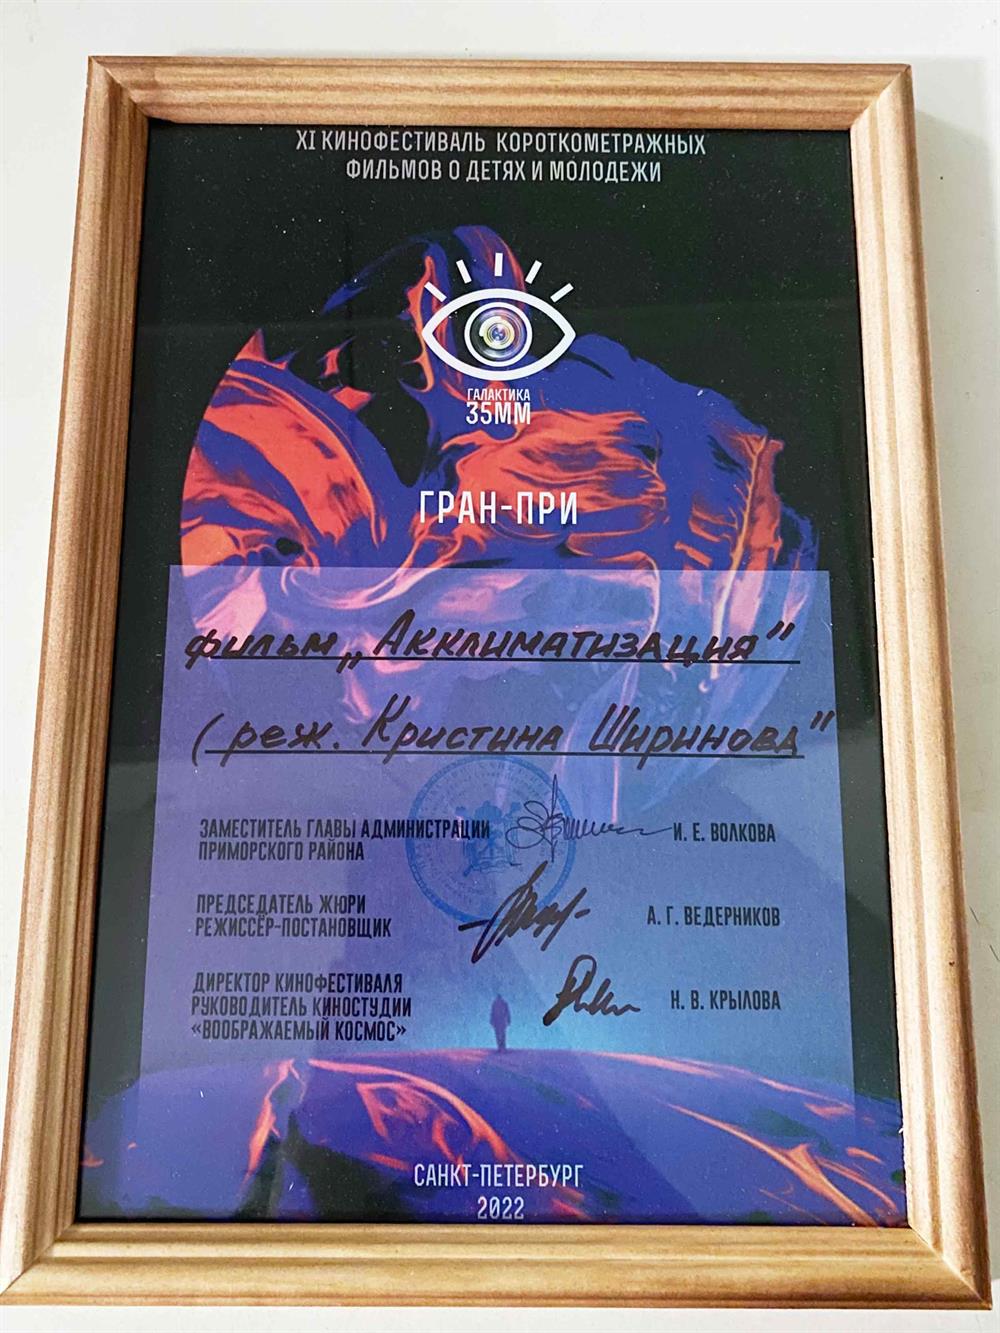 XI КИНОФЕСТИВАЛЬ КОРОТКОМЕТРАЖНЫХ
ФИЛЬМОВ О ДЕТЯХ И МОЛОДЕЖИ
ГАЛАКТИКА
35ММ
ГРАН-ПРИ
фильм „Акклиматизация"
(реж. Кристина Ширинова"
ЗАМЕСТИТЕЛЬ ГЛАВЫ АДМИНИСТРАЦИИ
ПРИМОРСКОГО РАЙОНА
И. Е. ВОЛКОВА
ПРЕДСЕДАТЕЛЬ ЖЮРИ
РЕЖИССЁР-ПОСТАНОВЩИК
А. Г. ВЕДЕРНИКОВ
ДИРЕКТОР КИНОФЕСТИВАЛЯ
РУКОВОДИТЕЛЬ КИНОСТУДИИ
«ВООБРАЖАЕМЫЙ КОСМОС»
Н. В. КРЫЛОВА
САНКТ-ПЕТЕРБУРГ
2022